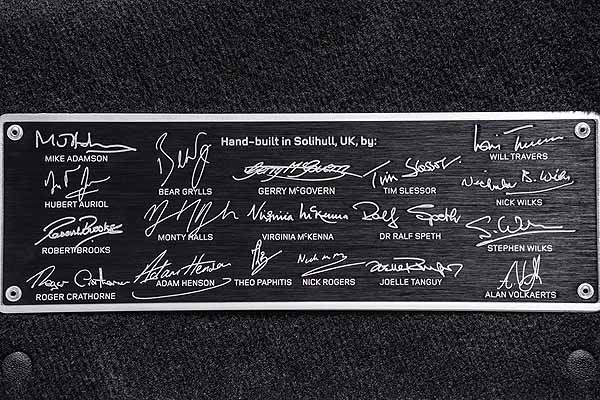 Hand-built in Solihull, UK, by:
MIKE ADAMSON
BEAR GRYLLS
GERRY McGOVERN
TIM SLESSOR
WILL TRAVERS
HUBERT AURIOL
NICK WILKS
ROBERT BROOKS
MONTY HALLS
VIRGINIA McKENNA
DR RALF SPETH
STEPHEN WILKS
ROGER CRATHORNE
ADAM HENSON
THEO PAPHITIS
NICK ROGERS
JOELLE TANGUY
ALAN VOLKAERTS